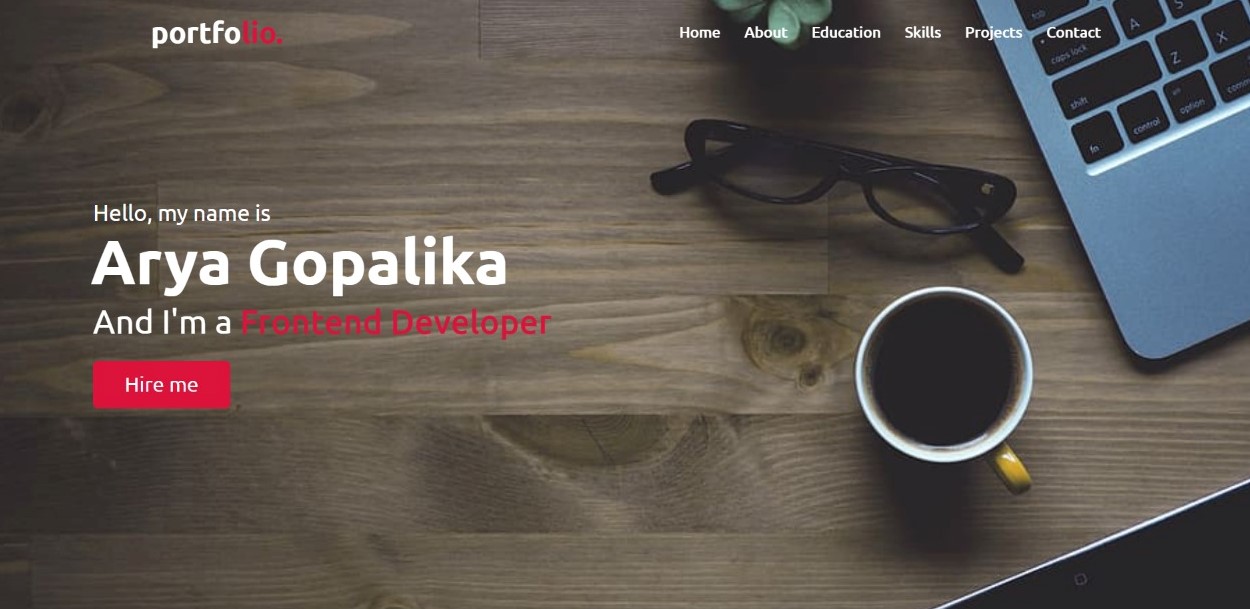 portfolio.
Home About Education Skills Projects Contact
Hello, my name is
Arya Gopalika
And I'm a Frontend Developer
Hire me
tab
A
S
caps lock
Z
X
shift
fn
control
option